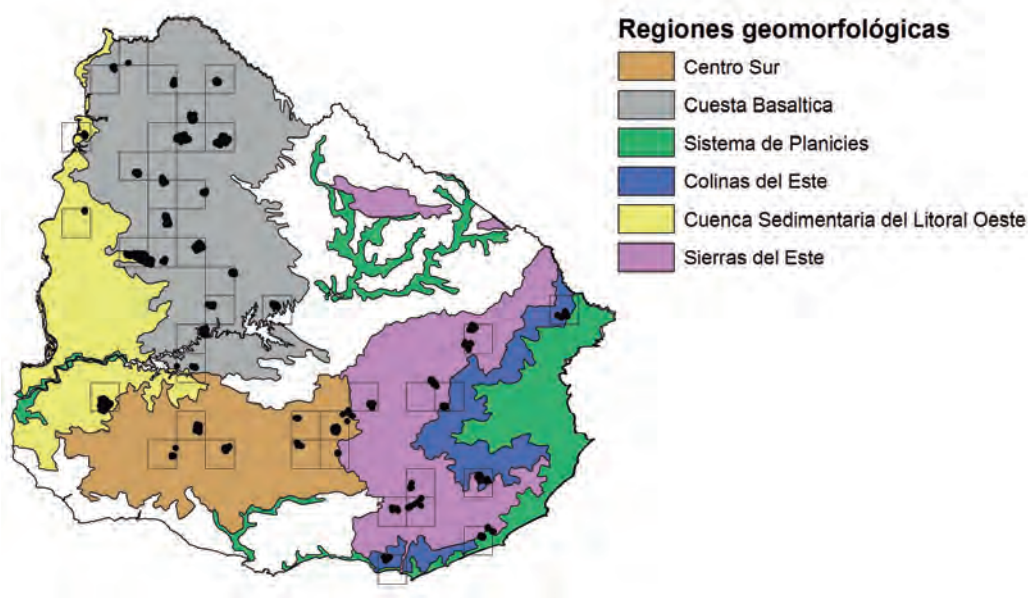 Regiones geomorfológicas
Centro Sur
Cuesta Basaltica
Sistema de Planicies
Colinas del Este
Cuenca Sedimentaria del Litoral Oeste
Sierras del Este